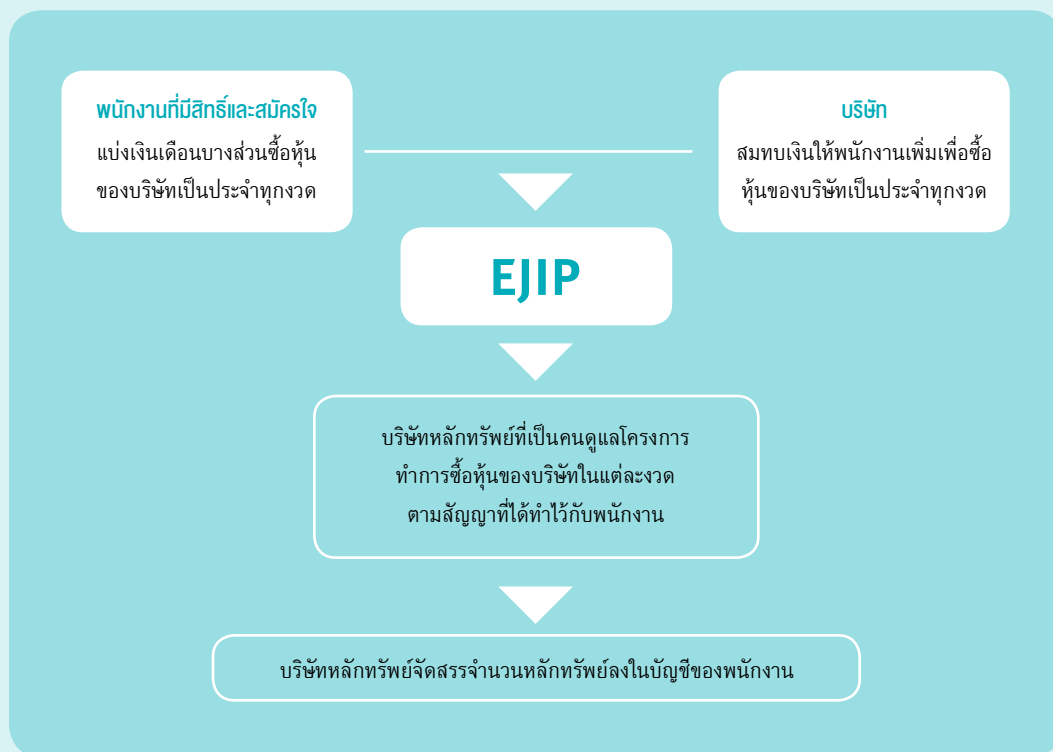 พนักงานที่มีสิทธิ์และสมัครใจ
แบ่งเงินเดือนบางส่วนซื้อหุ้น
ของบริษัทเป็นประจำทุกงวด
บริษัท
สมทบเงินให้พนักงานเพิ่มเพื่อซื้อ
หุ้นของบริษัทเป็นประจำทุกงวด
EJIP
บริษัทหลักทรัพย์ที่เป็นคนดูแลโครงการ
ทำการซื้อหุ้นของบริษัทในแต่ละงวด
ตามสัญญาที่ได้ทำไว้กับพนักงาน
บริษัทหลักทรัพย์จัดสรรจำนวนหลักทรัพย์ลงในบัญชีของพนักงาน